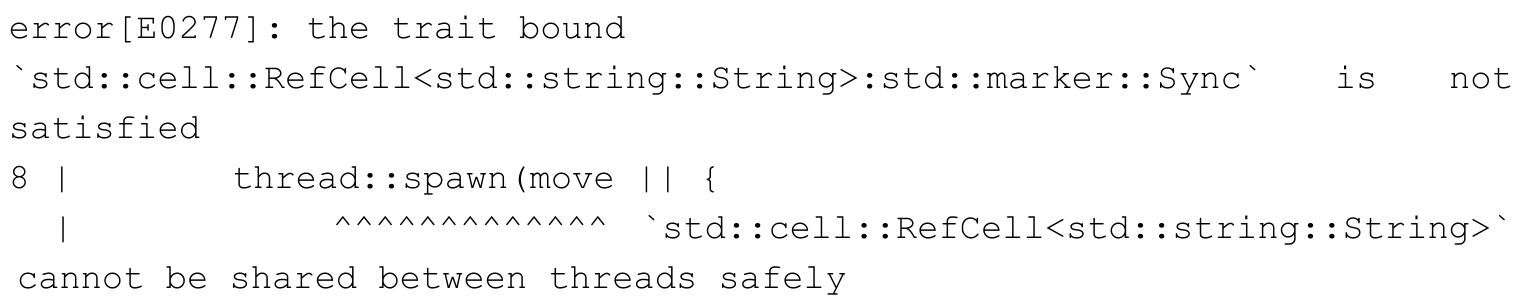 error[E0277]: the trait bound
`std::cell::RefCell<std::string::String>:std::marker::Sync` is not
satisfied
8 |        thread::spawn(move || {
  |             ^^^^^^^^^^^^^ `std::cell::RefCell<std::string::String>`
cannot be shared between threads safely